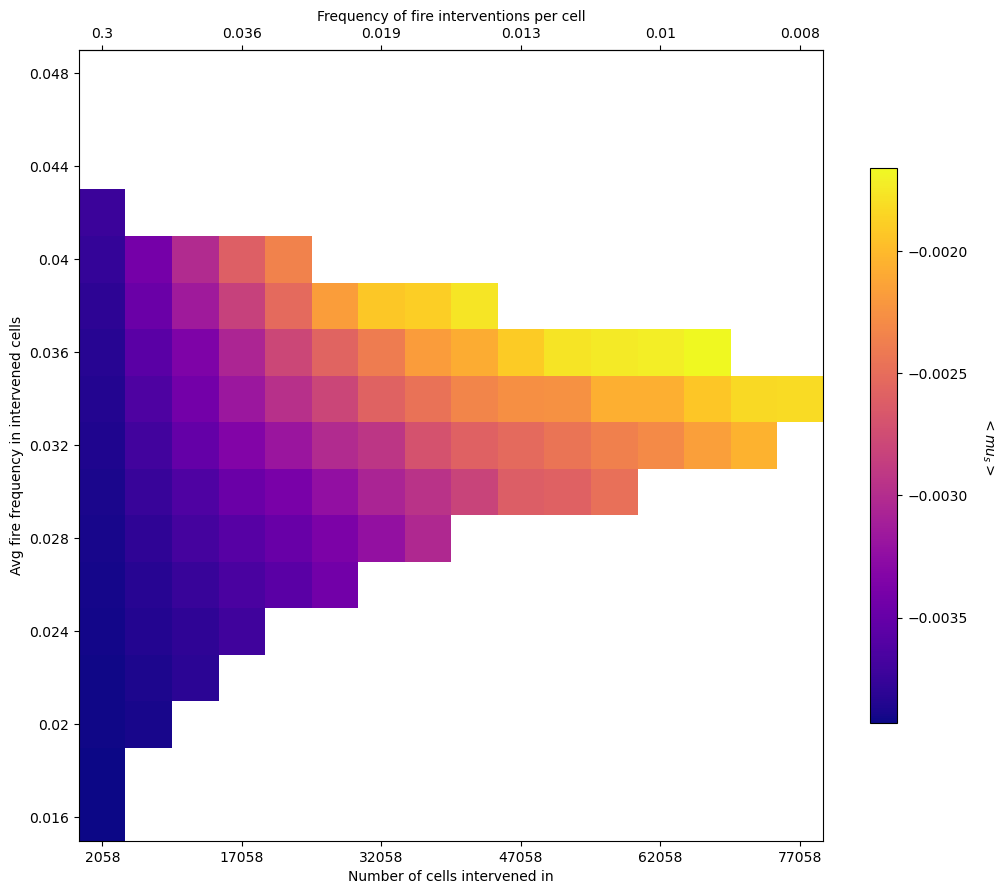 Frequency of fire interventions per cell
0.3 0.036 0.019 0.013 0.01 0.008
0.048
0.044
0.04
0.036
0.032
0.028
0.024
0.02
0.016
Avg fire frequency in intervened cells
2058 17058 32058 47058 62058 77058
Number of cells intervened in
−0.0020
−0.0025
−0.0030
−0.0035
< mu_s >